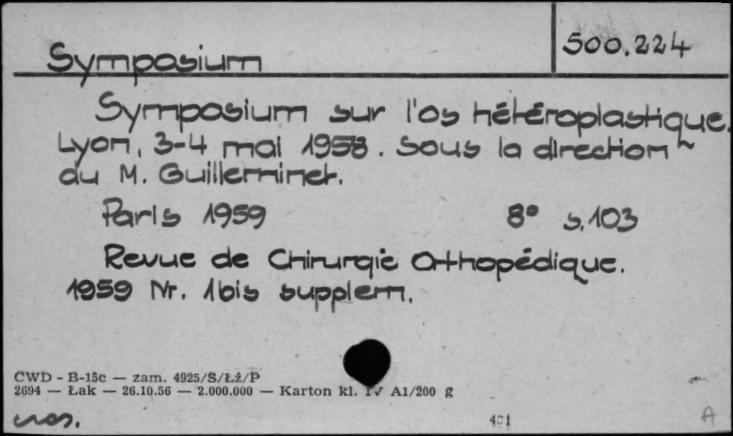 500.224
Symposium
Symposium sur l'os hétéroplastique.
Lyon, 3-4 mai 1958. Sous la direction
du M. Guilleminet.
Paris 1959 8° s.103
Revue de Chirurgie Orthopédique.
1959 Nr. 1bis supplem.
CWD - B-15c — zam. 4925/S/Łż/P
2694 — Łak — 26.10.56 — 2.000.000 — Karton kl. IV A1/200 g
A